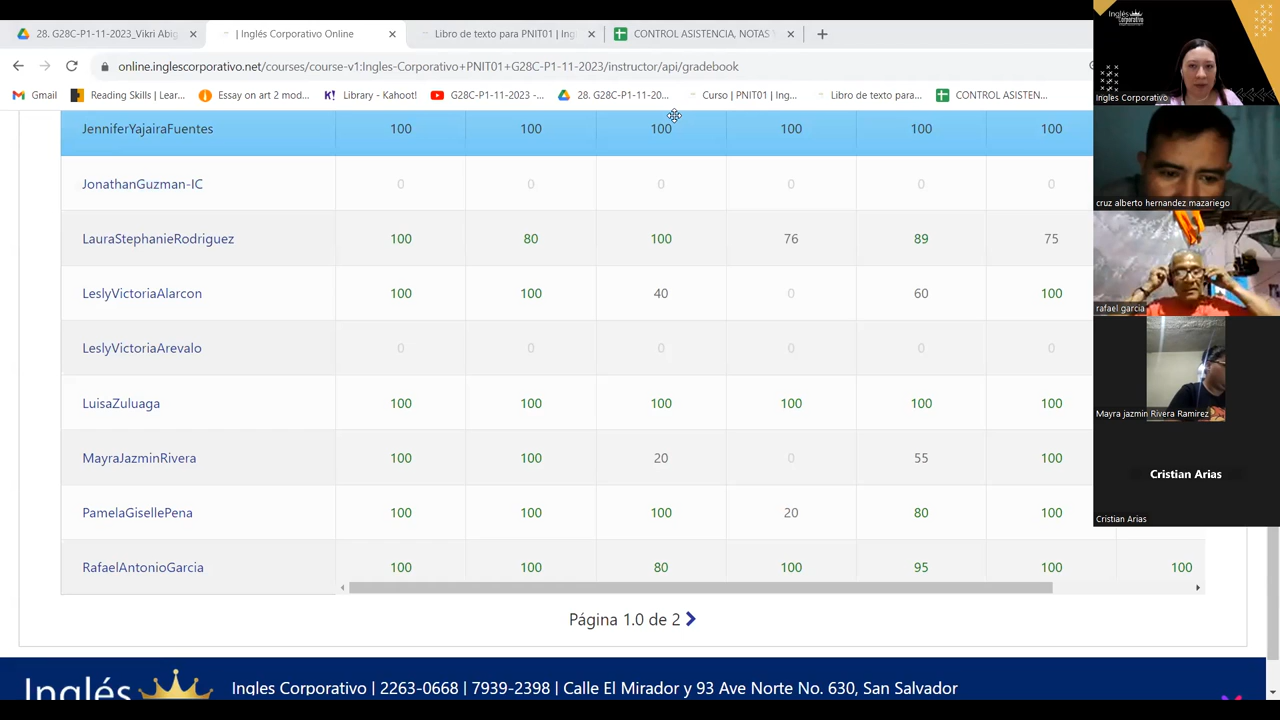 28. G28C-P1-11-2023_Vikri Abig
| Inglés Corporativo Online
Libro de texto para PNIT01 | Ing
CONTROL ASISTENCIA, NOTAS
online.inglescorporativo.net/courses/course-v1:Ingles-Corporativo+PNIT01+G28C-P1-11-2023/instructor/api/gradebook
Gmail
Reading Skills | Lear...
Essay on art 2 mod...
Library - Kahoo...
G28C-P1-11-2023 -...
28. G28C-P1-11-20...
Curso | PNIT01 | Ing...
Libro de texto para...
CONTROL ASISTEN...
JenniferYajairaFuentes 100 100 100 100 100 100
JonathanGuzman-IC 0 0 0 0 0 0
LauraStephanieRodriguez 100 80 100 76 89 75
LeslyVictoriaAlarcon 100 100 40 0 60 100
LeslyVictoriaArevalo 0 0 0 0 0 0
LuisaZuluaga 100 100 100 100 100 100
MayraJazminRivera 100 100 20 0 55 100
PamelaGisellePena 100 100 100 20 80 100
RafaelAntonioGarcia 100 100 80 100 95 100 100
Página 1.0 de 2
Inglés
Ingles Corporativo | 2263-0668 | 7939-2398 | Calle El Mirador y 93 Ave Norte No. 630, San Salvador
Inglés
Corporativo
Ingles Corporativo
cruz alberto hernandez mazariego
rafael garcia
Mayra jazmin Rivera Ramirez
Cristian Arias
Cristian Arias